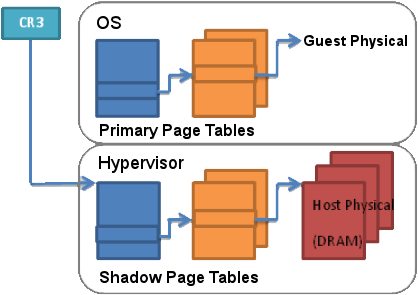 CR3
OS
Guest Physical
Primary Page Tables
Hypervisor
Host Physical
(DRAM)
Shadow Page Tables